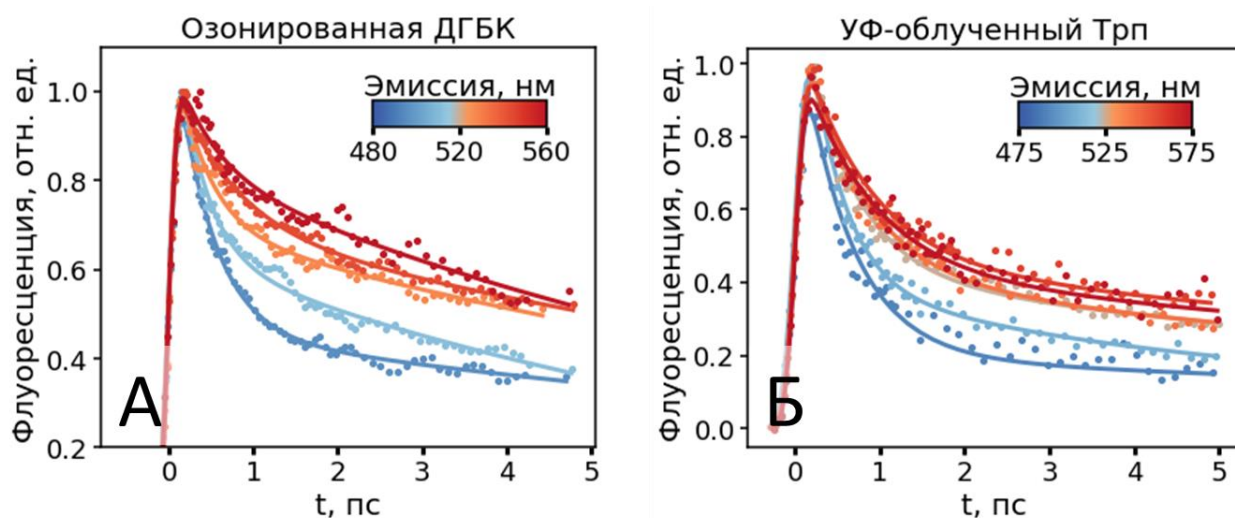 Озонированная ДГБК
Флуоресценция, отн. ед.
1.0
0.8
0.6
0.4
0.2
Эмиссия, нм
480 520 560
А
0 1 2 3 4 5
t, пс
УФ-облученный Трп
Флуоресценция, отн. ед.
1.0
0.8
0.6
0.4
0.2
0.0
Эмиссия, нм
475 525 575
Б
0 1 2 3 4 5
t, пс